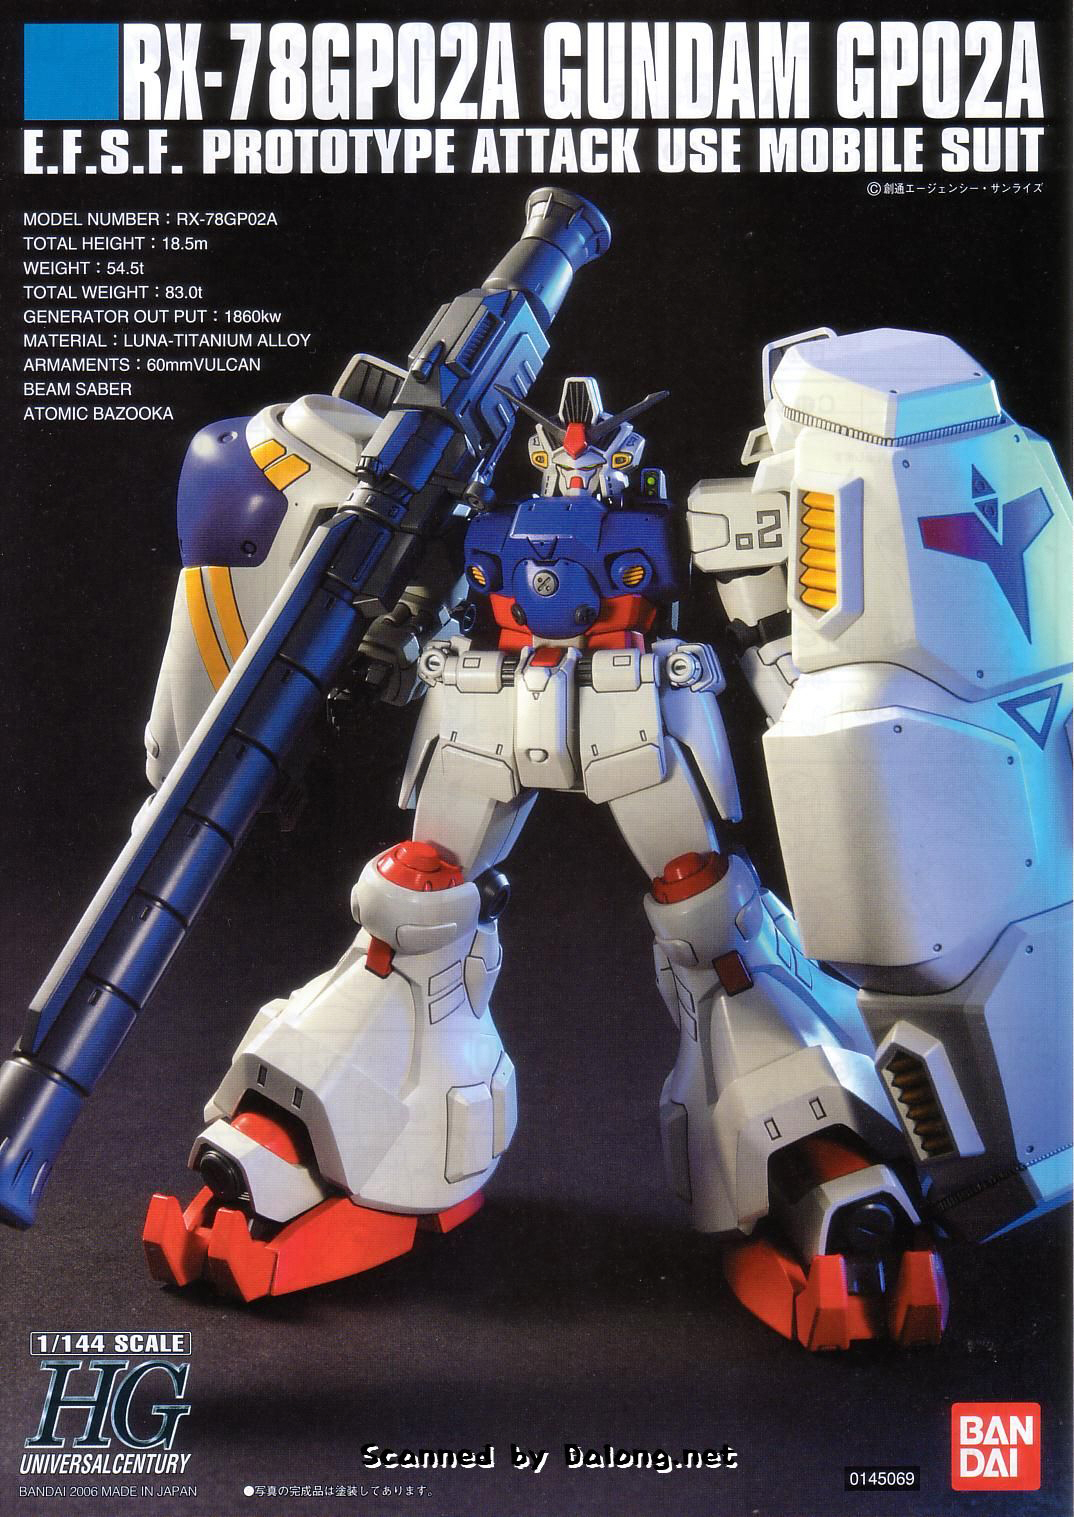 RX-78GP02A GUNDAM GP02A
E.F.S.F. PROTOTYPE ATTACK USE MOBILE SUIT
©創通エージェンシー・サンライズ
MODEL NUMBER：RX-78GP02A
TOTAL HEIGHT：18.5m
WEIGHT：54.5t
TOTAL WEIGHT：83.0t
GENERATOR OUT PUT：1860kw
MATERIAL：LUNA-TITANIUM ALLOY
ARMAMENTS：60mmVULCAN
BEAM SABER
ATOMIC BAZOOKA
02
1/144 SCALE
HG
UNIVERSAL CENTURY
BANDAI 2006 MADE IN JAPAN
●写真の完成品は塗装してあります。
Scanned by Dalong.net
0145069
BAN
DAI